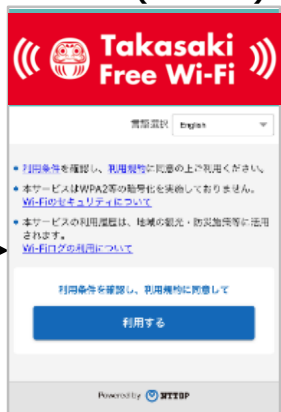 Takasaki
Free Wi-Fi
言語選択 English
利用条件を確認し、利用規約に同意の上ご利用ください。
本サービスはWPA2等の暗号化を実施しておりません。
Wi-Fiのセキュリティについて
本サービスの利用履歴は、地域の観光・防災施策等に活用
されます。
Wi-Fiログの利用について
利用条件を確認し、利用規約に同意して
利用する
Powered by NTTBP